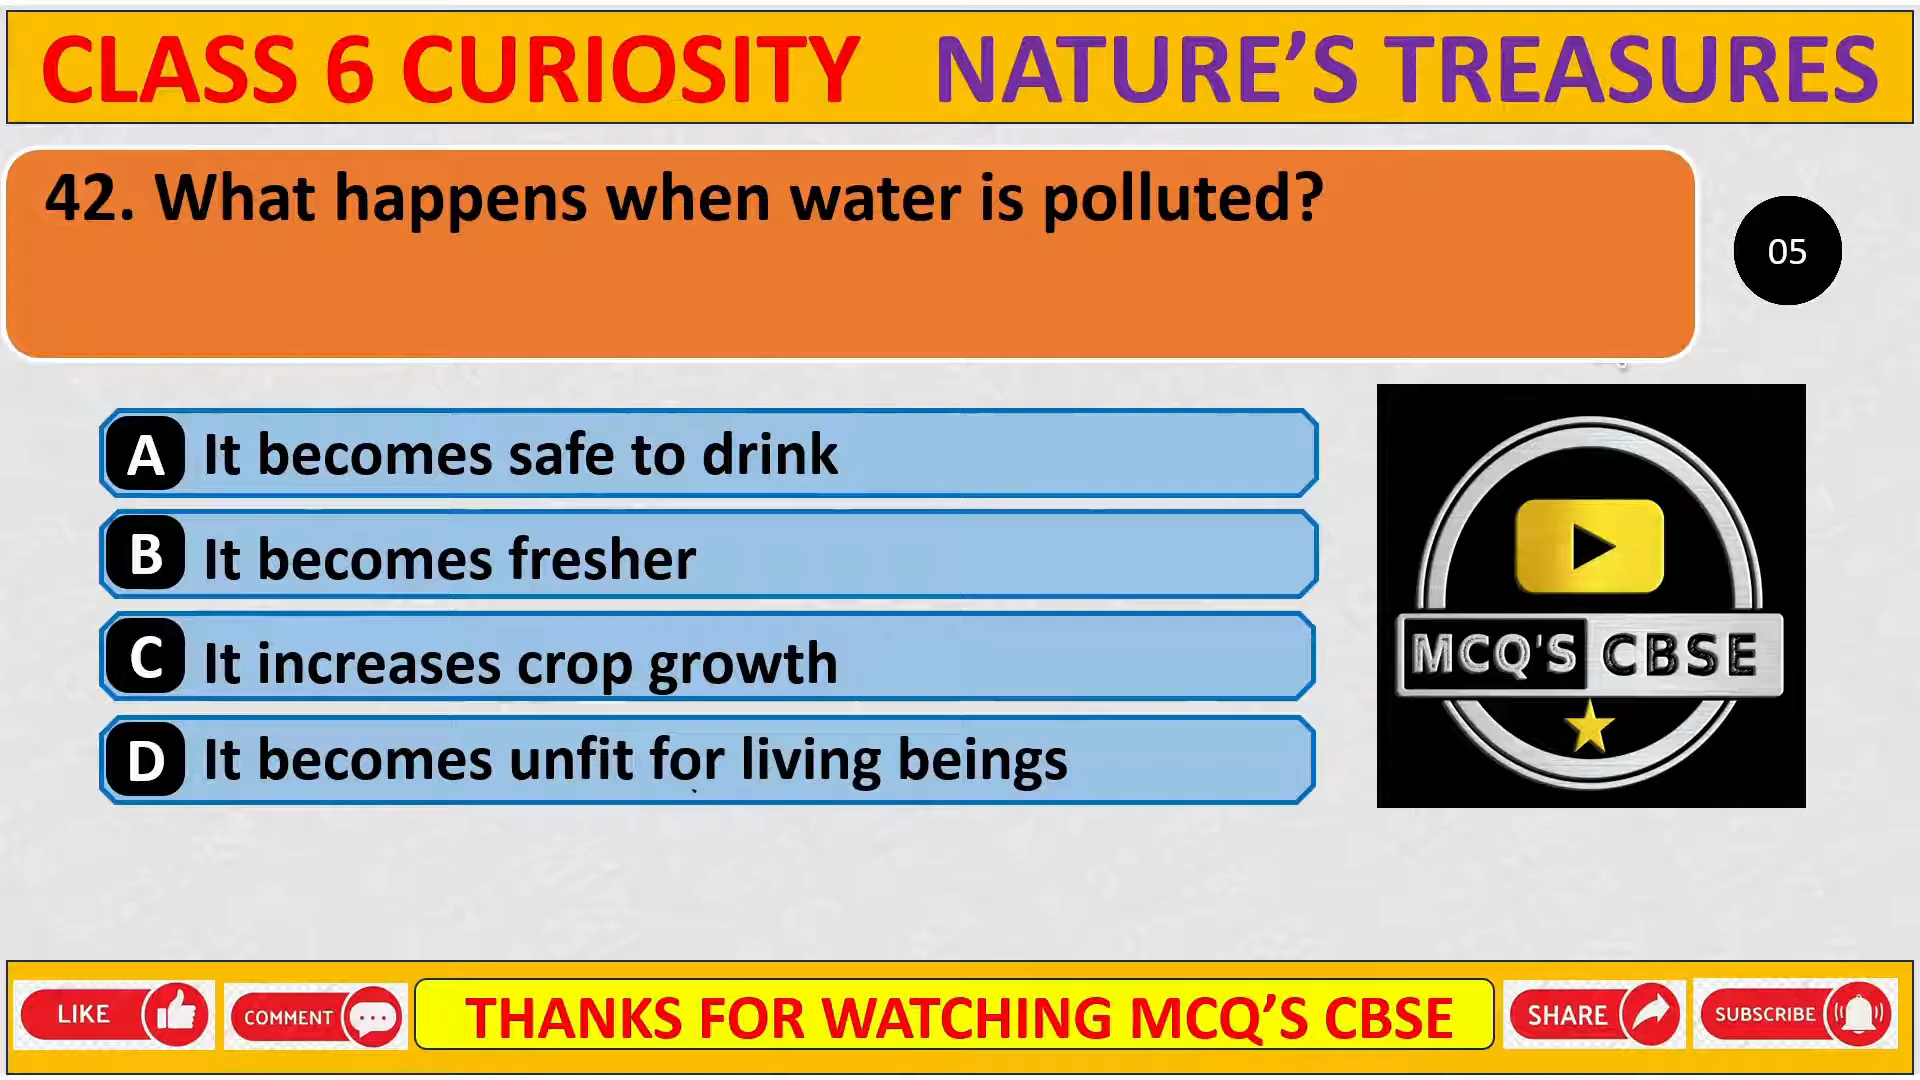 CLASS 6 CURIOSITY NATURE’S TREASURES
42. What happens when water is polluted?
05
A It becomes safe to drink
B It becomes fresher
C It increases crop growth
D It becomes unfit for living beings
MCQ'S CBSE
LIKE
COMMENT
THANKS FOR WATCHING MCQ’S CBSE
SHARE
SUBSCRIBE